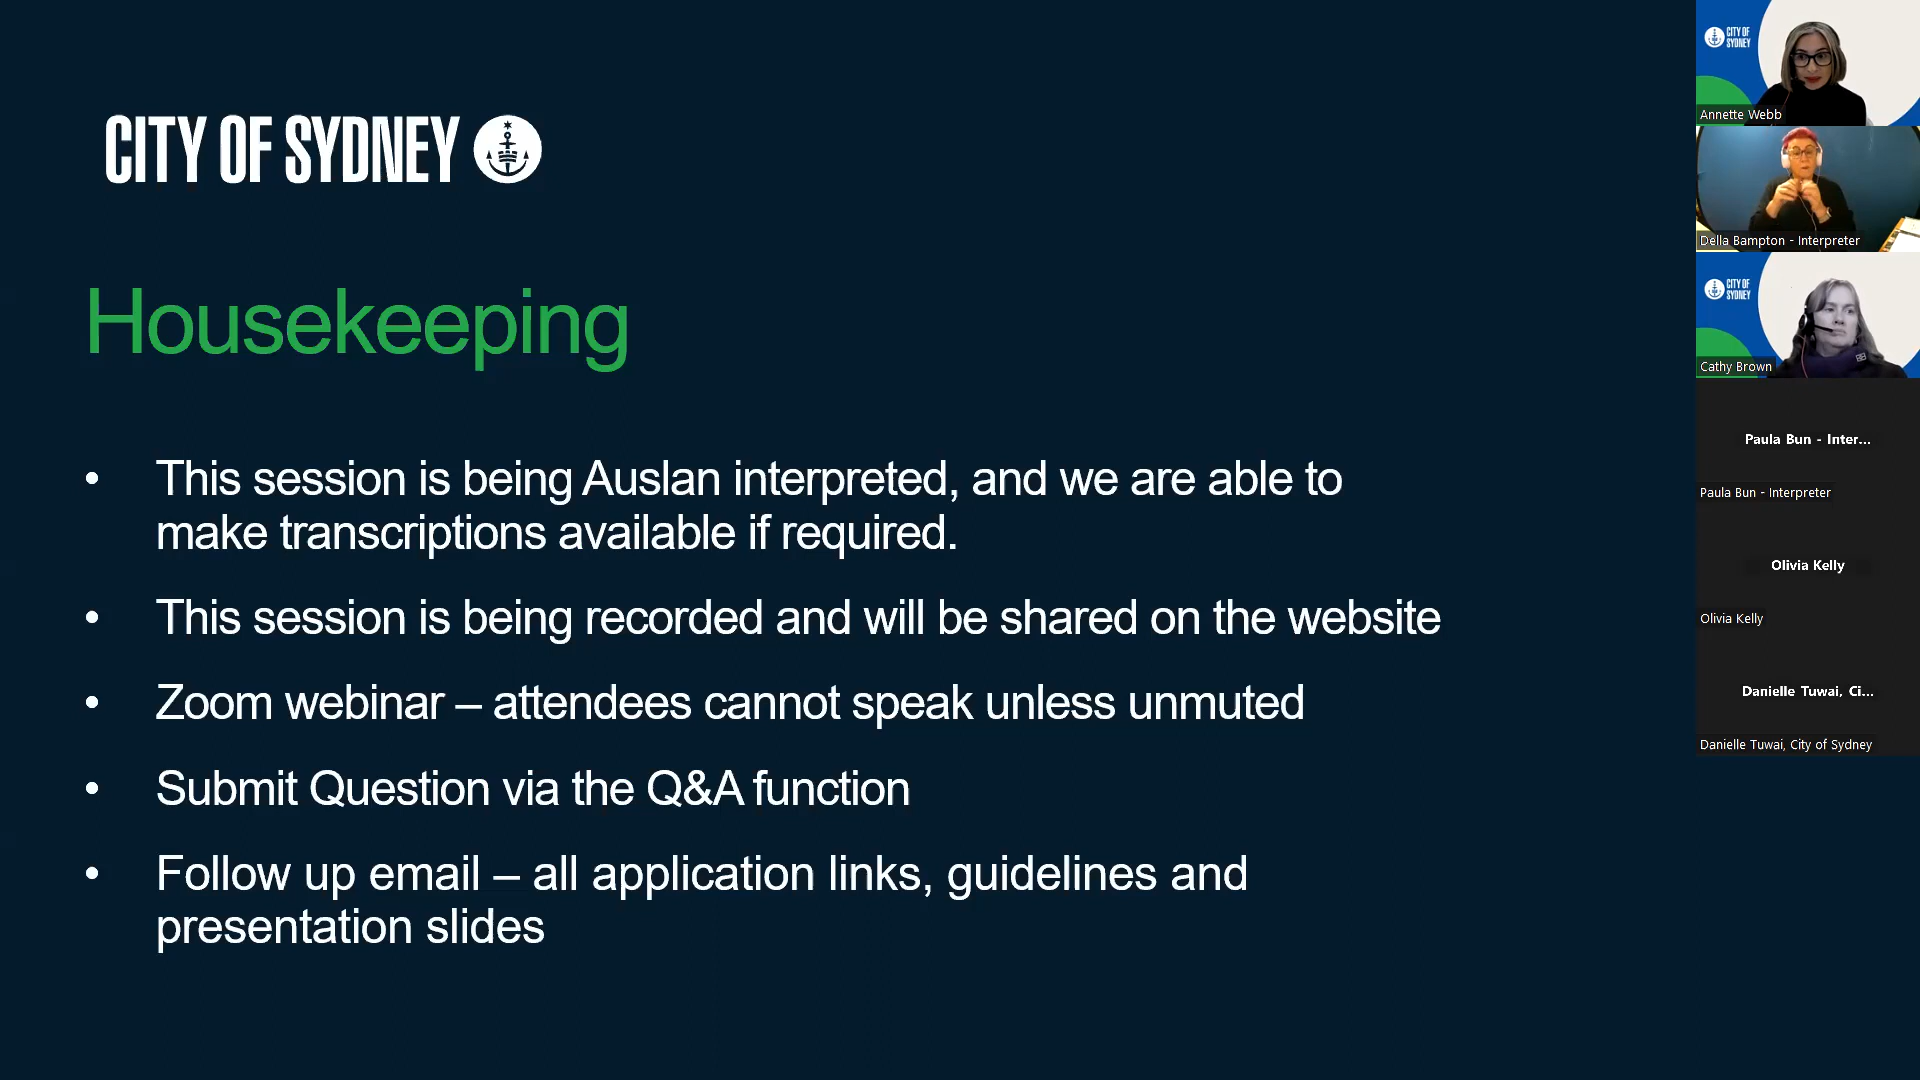 CITY OF SYDNEY
Housekeeping
• This session is being Auslan interpreted, and we are able to
make transcriptions available if required.
• This session is being recorded and will be shared on the website
• Zoom webinar – attendees cannot speak unless unmuted
• Submit Question via the Q&A function
• Follow up email – all application links, guidelines and
presentation slides
CITY OF
SYDNEY
Annette Webb
Della Bampton - Interpreter
CITY OF
SYDNEY
Cathy Brown
Paula Bun - Inter...
Paula Bun - Interpreter
Olivia Kelly
Olivia Kelly
Danielle Tuwai, Ci...
Danielle Tuwai, City of Sydney